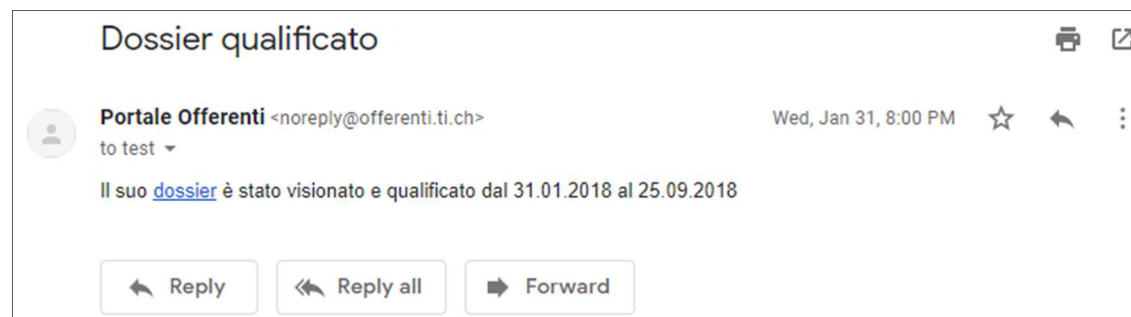 Dossier qualificato
Portale Offerenti <noreply@offerenti.ti.ch> Wed, Jan 31, 8:00 PM
to test
Il suo dossier è stato visionato e qualificato dal 31.01.2018 al 25.09.2018
Reply Reply all Forward